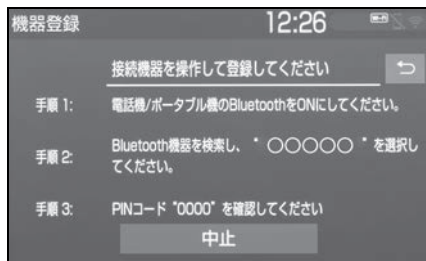 機器登録
12:26
接続機器を操作して登録してください
手順 1:
電話機/ポータブル機のBluetoothをONにしてください。
手順 2:
Bluetooth機器を検索し、"○○○○○"を選択し
てください。
手順 3:
PINコード"0000"を確認してください
中止